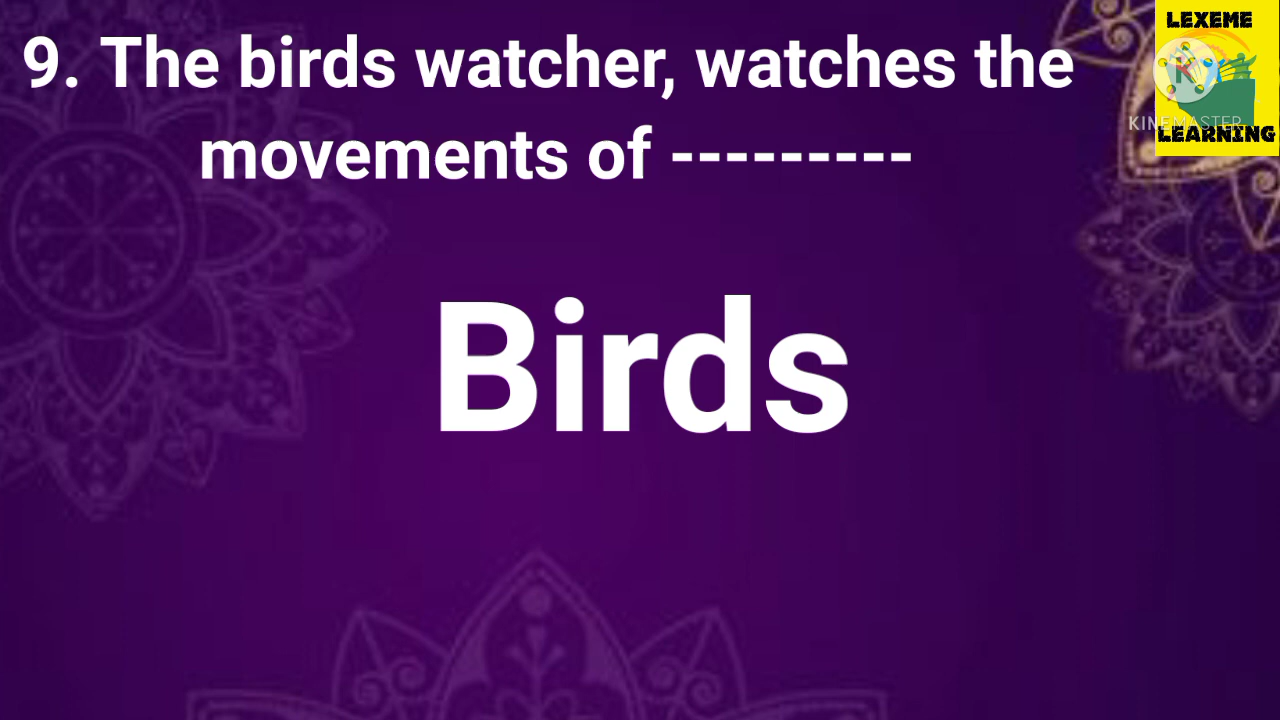 9. The birds watcher, watches the
movements of ---------
Birds
LEXEME
KINEMASTER
LEARNING